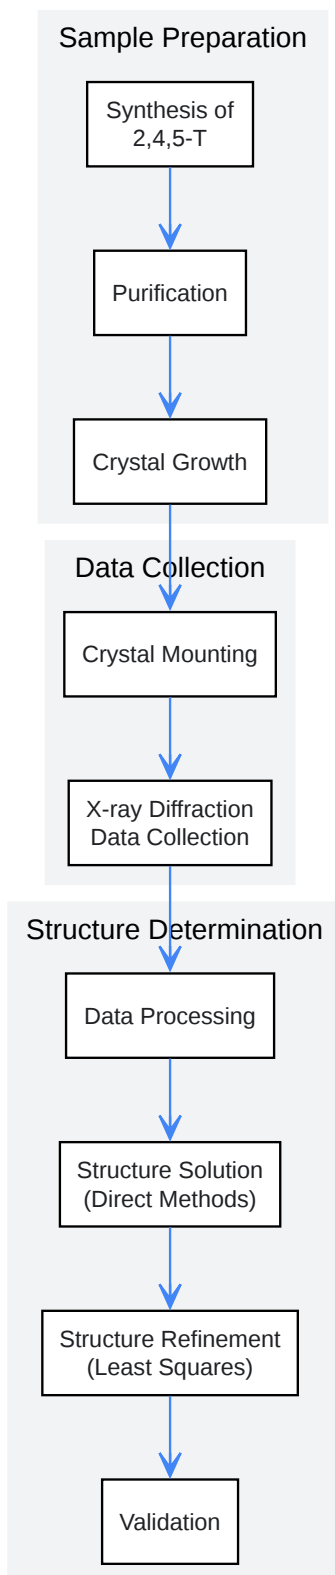 Sample Preparation
Synthesis of
2,4,5-T
Purification
Crystal Growth
Data Collection
Crystal Mounting
X-ray Diffraction
Data Collection
Structure Determination
Data Processing
Structure Solution
(Direct Methods)
Structure Refinement
(Least Squares)
Validation